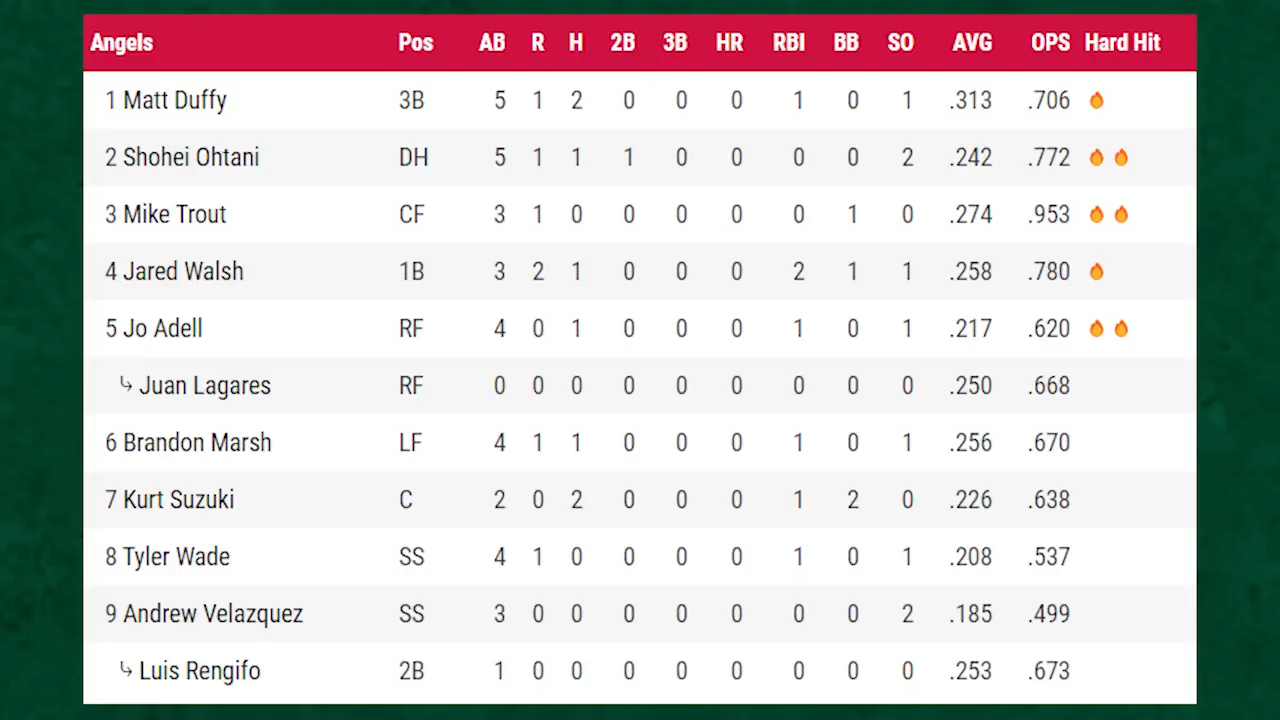 Angels Pos AB R H 2B 3B HR RBI BB SO AVG OPS Hard Hit
1 Matt Duffy 3B 5 1 2 0 0 0 1 0 1 .313 .706
2 Shohei Ohtani DH 5 1 1 1 0 0 0 0 2 .242 .772
3 Mike Trout CF 3 1 0 0 0 0 0 1 0 .274 .953
4 Jared Walsh 1B 3 2 1 0 0 0 2 1 1 .258 .780
5 Jo Adell RF 4 0 1 0 0 0 1 0 1 .217 .620
Juan Lagares RF 0 0 0 0 0 0 0 0 0 .250 .668
6 Brandon Marsh LF 4 1 1 0 0 0 1 0 1 .256 .670
7 Kurt Suzuki C 2 0 2 0 0 0 1 2 0 .226 .638
8 Tyler Wade SS 4 1 0 0 0 0 1 0 1 .208 .537
9 Andrew Velazquez SS 3 0 0 0 0 0 0 0 2 .185 .499
Luis Rengifo 2B 1 0 0 0 0 0 0 0 0 .253 .673